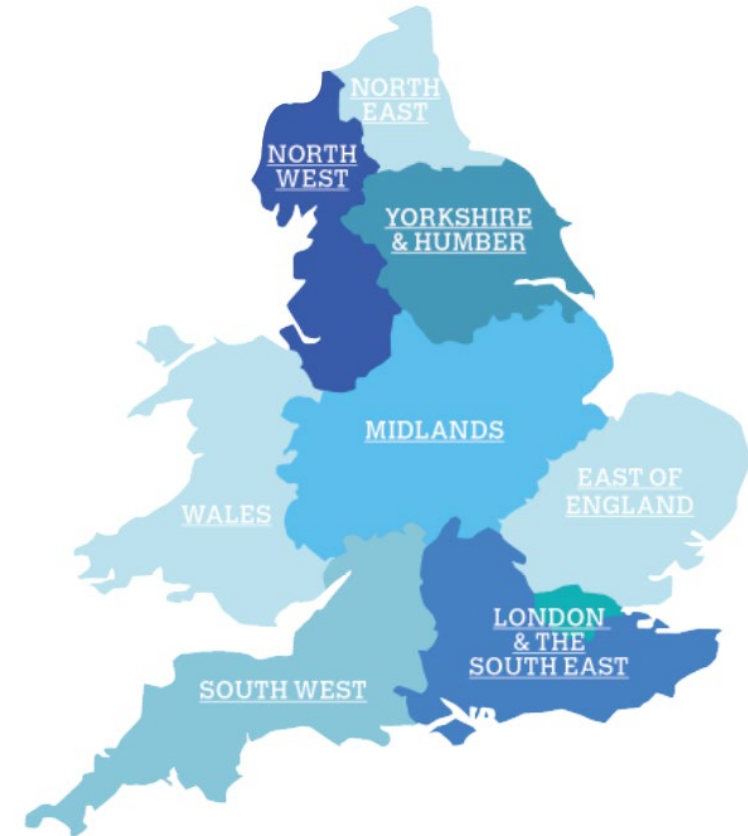 NORTH
EAST
NORTH
WEST
YORKSHIRE
& HUMBER
MIDLANDS
EAST OF
ENGLAND
WALES
LONDON
& THE
SOUTH EAST
SOUTH WEST